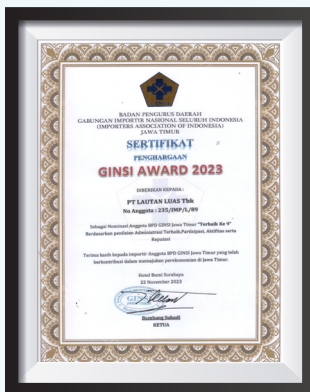 BADAN PENGURUS DAERAH
GABUNGAN IMPORTIR NASIONAL SELURUH INDONESIA
(IMPORTERS ASSOCIATION OF INDONESIA)
JAWA TIMUR
SERTIFIKAT
PENGHARGAAN
GINSI AWARD 2023
DIBERIKAN KEPADA :
PT LAUTAN LUAS Tbk
No Anggota : 235/IMP/L/89
Sebagai Nominasi Anggota BPD GINSI Jawa Timur "Terbaik Ke 9"
Berdasarkan penilaian Administrasi Terbaik,Partisipasi, Aktifitas serta
Reputasi
Terima kasih kepada importir Anggota BPD GINSI Jawa Timur yang telah
berkontribusi dalam memajukan perekonomian di Jawa Timur.
Hotel Bumi Surabaya
22 November 2023
Bambang Sukadi
KETUA